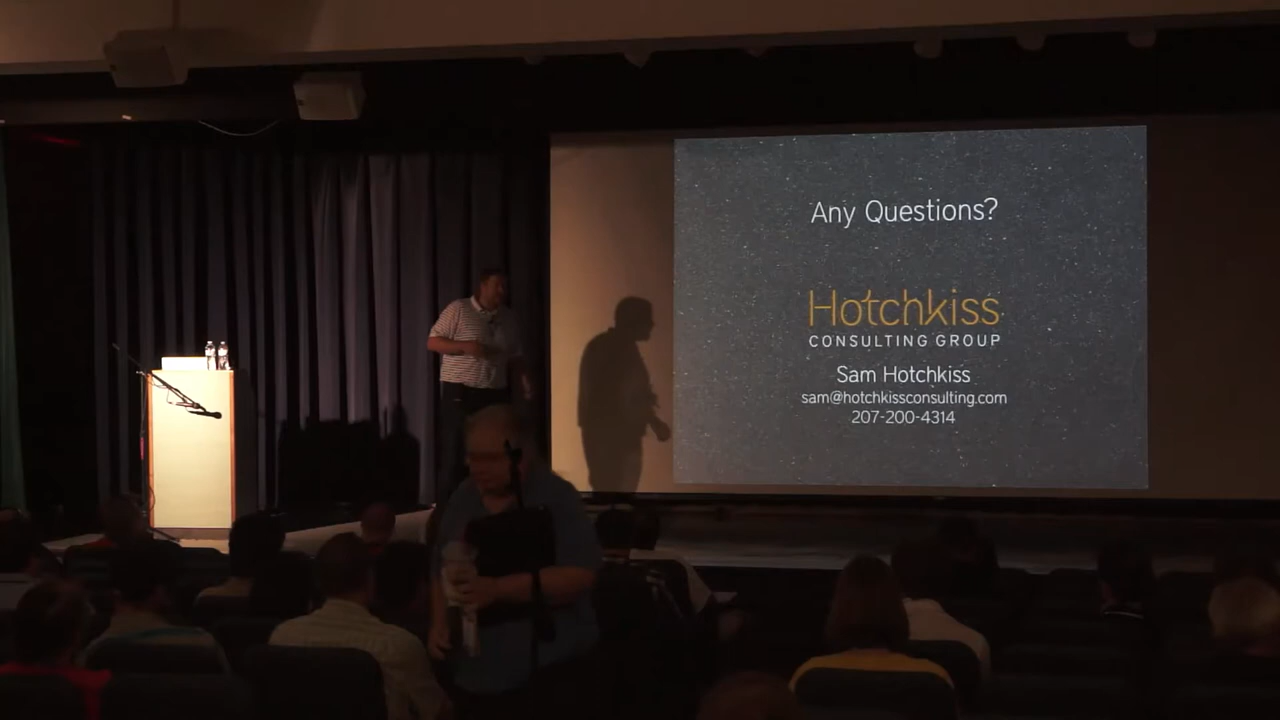 Any Questions?
Hotchkiss
CONSULTING GROUP
Sam Hotchkiss
sam@hotchkissconsulting.com
207-200-4314